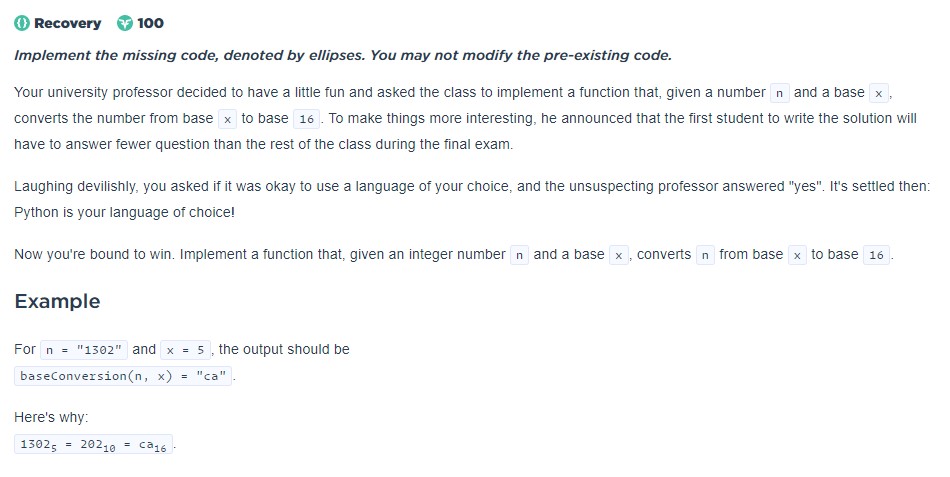 Recovery 100
Implement the missing code, denoted by ellipses. You may not modify the pre-existing code.
Your university professor decided to have a little fun and asked the class to implement a function that, given a number n and a base x ,
converts the number from base x to base 16 . To make things more interesting, he announced that the first student to write the solution will
have to answer fewer question than the rest of the class during the final exam.
Laughing devilishly, you asked if it was okay to use a language of your choice, and the unsuspecting professor answered "yes". It's settled then:
Python is your language of choice!
Now you're bound to win. Implement a function that, given an integer number n and a base x , converts n from base x to base 16 .
Example
For n = "1302" and x = 5 , the output should be
baseConversion(n, x) = "ca" .
Here's why:
1302₅ = 202₁₀ = ca₁₆ .